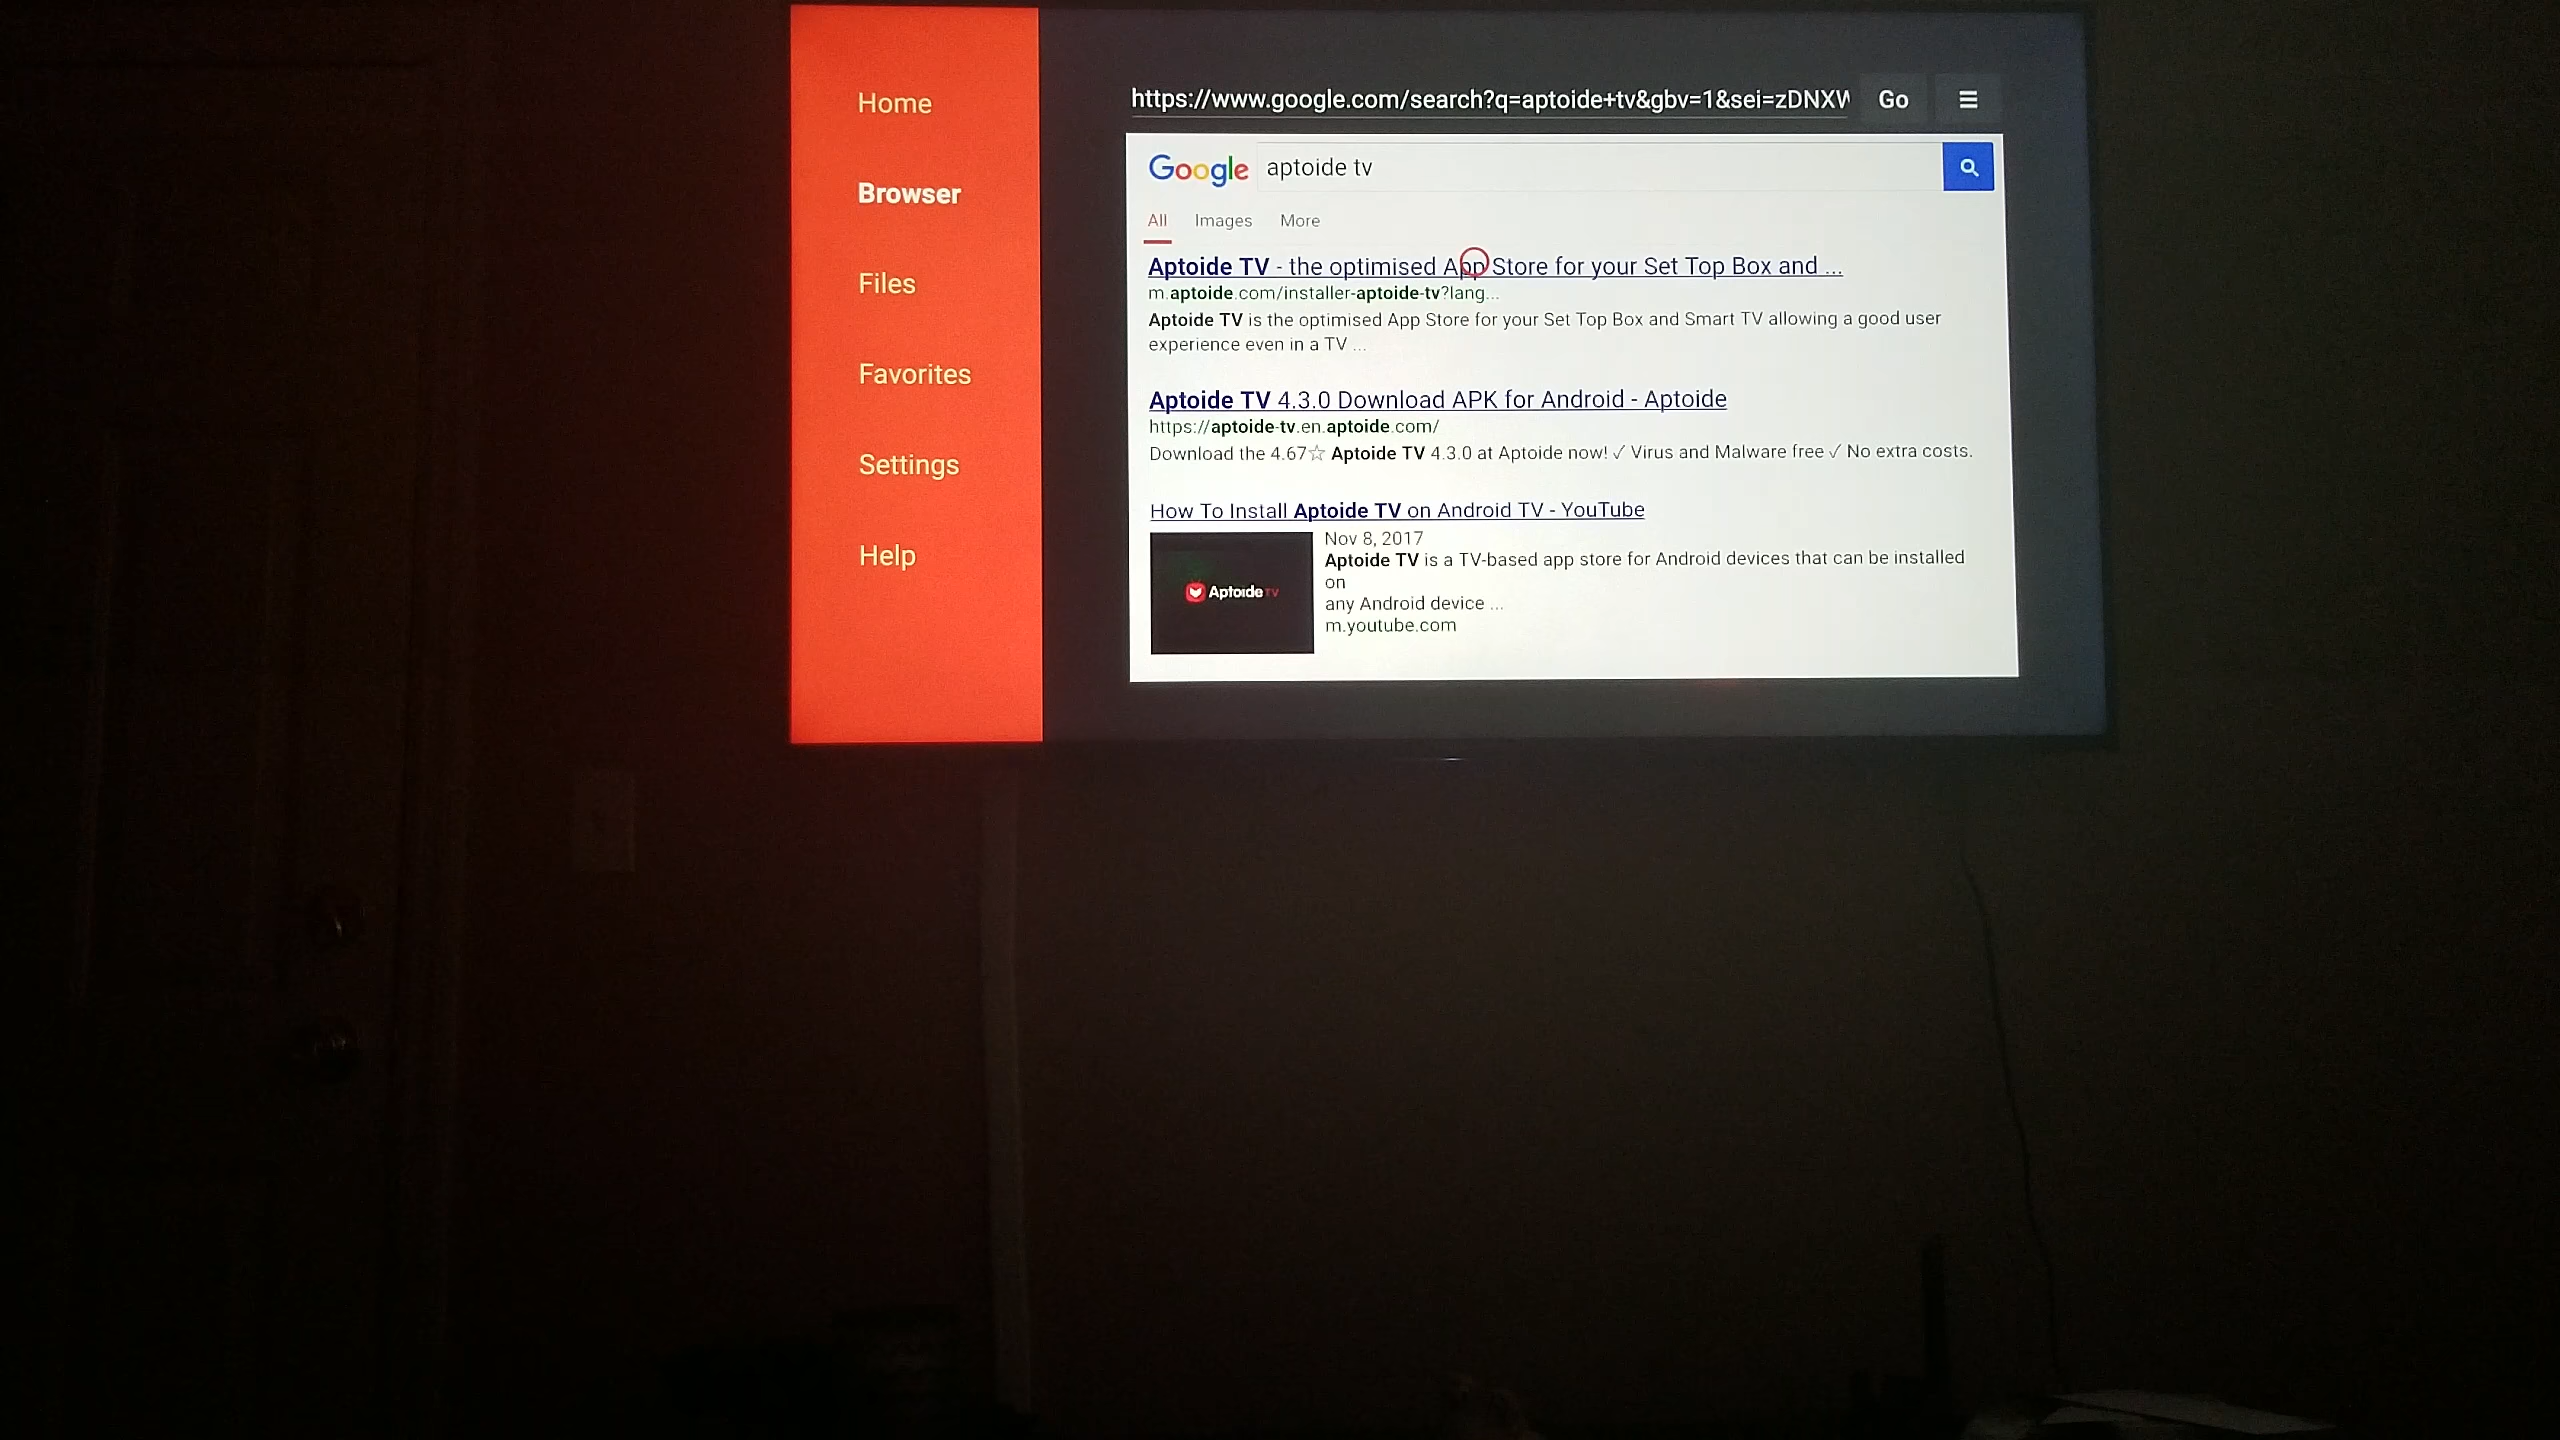 Home
Browser
Files
Favorites
Settings
Help
https://www.google.com/search?q=aptoide+tv&gbv=1&sei=zDNXW
Go
Google
aptoide tv
All Images More
Aptoide TV - the optimised App Store for your Set Top Box and ...
m.aptoide.com/installer-aptoide-tv?lang...
Aptoide TV is the optimised App Store for your Set Top Box and Smart TV allowing a good user
experience even in a TV ...
Aptoide TV 4.3.0 Download APK for Android - Aptoide
https://aptoide-tv.en.aptoide.com/
Download the 4.67☆ Aptoide TV 4.3.0 at Aptoide now! ✓ Virus and Malware free ✓ No extra costs.
How To Install Aptoide TV on Android TV - YouTube
Nov 8, 2017
Aptoide TV is a TV-based app store for Android devices that can be installed
on
any Android device ...
m.youtube.com
Aptoide TV